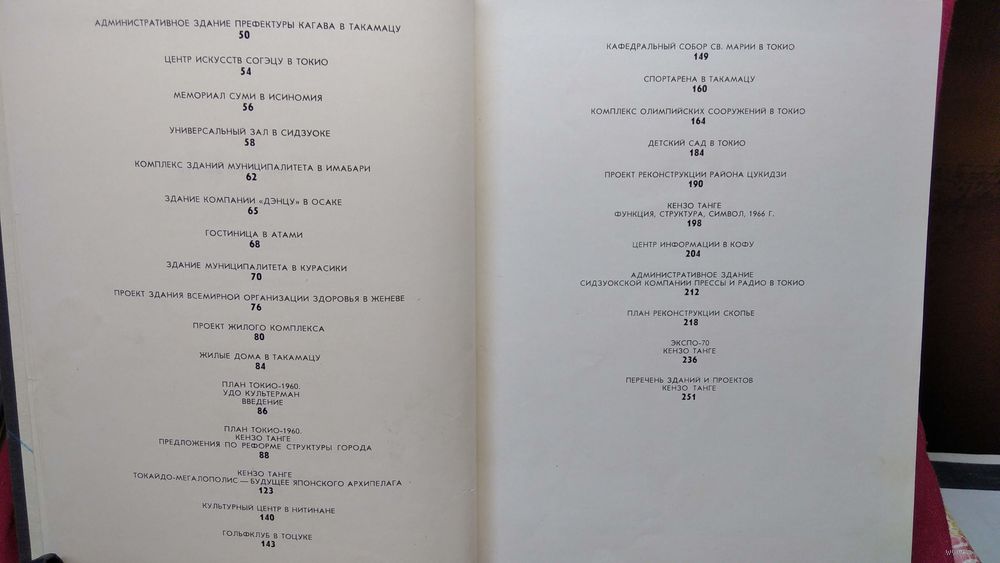 АДМИНИСТРАТИВНОЕ ЗДАНИЕ ПРЕФЕКТУРЫ КАГАВА В ТАКАМАЦУ
50
ЦЕНТР ИСКУССТВ СОГЭЦУ В ТОКИО
54
МЕМОРИАЛ СУМИ В ИСИНОМИЯ
56
УНИВЕРСАЛЬНЫЙ ЗАЛ В СИДЗУОКЕ
58
КОМПЛЕКС ЗДАНИЙ МУНИЦИПАЛИТЕТА В ИМАБАРИ
62
ЗДАНИЕ КОМПАНИИ «ДЭНЦУ» В ОСАКЕ
65
ГОСТИНИЦА В АТАМИ
68
ЗДАНИЕ МУНИЦИПАЛИТЕТА В КУРАСИКИ
70
ПРОЕКТ ЗДАНИЯ ВСЕМИРНОЙ ОРГАНИЗАЦИИ ЗДОРОВЬЯ В ЖЕНЕВЕ
76
ПРОЕКТ ЖИЛОГО КОМПЛЕКСА
80
ЖИЛЫЕ ДОМА В ТАКАМАЦУ
84
ПЛАН ТОКИО-1960.
УДО КУЛЬТЕРМАН
ВВЕДЕНИЕ
86
ПЛАН ТОКИО-1960.
КЕНЗО ТАНГЕ
ПРЕДЛОЖЕНИЯ ПО РЕФОРМЕ СТРУКТУРЫ ГОРОДА
88
КЕНЗО ТАНГЕ
ТОКАЙДО-МЕГАЛОПОЛИС — БУДУЩЕЕ ЯПОНСКОГО АРХИПЕЛАГА
123
КУЛЬТУРНЫЙ ЦЕНТР В НИТИНАНЕ
140
ГОЛЬФКЛУБ В ТОЦУКЕ
143
КАФЕДРАЛЬНЫЙ СОБОР СВ. МАРИИ В ТОКИО
149
СПОРТАРЕНА В ТАКАМАЦУ
160
КОМПЛЕКС ОЛИМПИЙСКИХ СООРУЖЕНИЙ В ТОКИО
164
ДЕТСКИЙ САД В ТОКИО
184
ПРОЕКТ РЕКОНСТРУКЦИИ РАЙОНА ЦУКИДЗИ
190
КЕНЗО ТАНГЕ
ФУНКЦИЯ, СТРУКТУРА, СИМВОЛ, 1966 Г.
198
ЦЕНТР ИНФОРМАЦИИ В КОФУ
204
АДМИНИСТРАТИВНОЕ ЗДАНИЕ
СИДЗУОКСКОЙ КОМПАНИИ ПРЕССЫ И РАДИО В ТОКИО
212
ПЛАН РЕКОНСТРУКЦИИ СКОПЬЕ
218
ЭКСПО-70
КЕНЗО ТАНГЕ
236
ПЕРЕЧЕНЬ ЗДАНИЙ И ПРОЕКТОВ
КЕНЗО ТАНГЕ
251